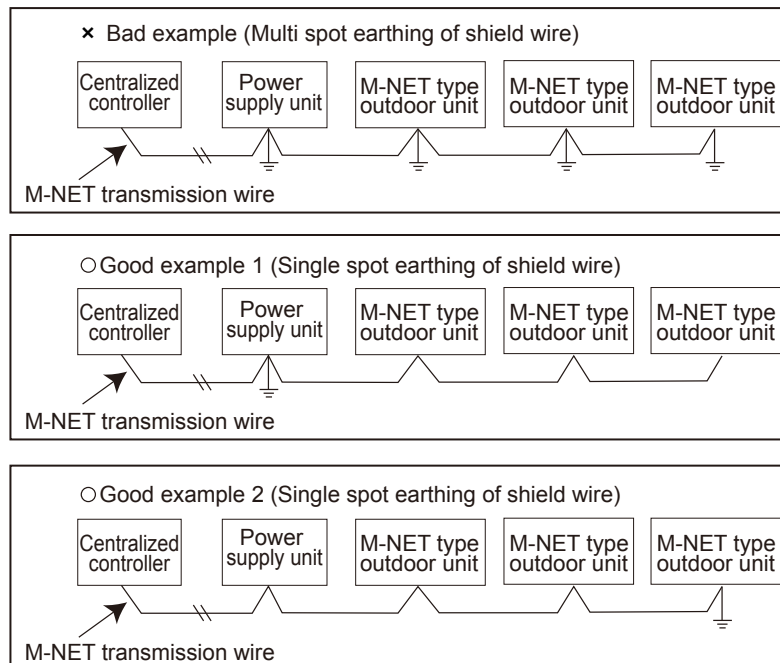 × Bad example (Multi spot earthing of shield wire)
Centralized controller
Power supply unit
M-NET type outdoor unit
M-NET type outdoor unit
M-NET type outdoor unit
M-NET transmission wire
○Good example 1 (Single spot earthing of shield wire)
Centralized controller
Power supply unit
M-NET type outdoor unit
M-NET type outdoor unit
M-NET type outdoor unit
M-NET transmission wire
○Good example 2 (Single spot earthing of shield wire)
Centralized controller
Power supply unit
M-NET type outdoor unit
M-NET type outdoor unit
M-NET type outdoor unit
M-NET transmission wire